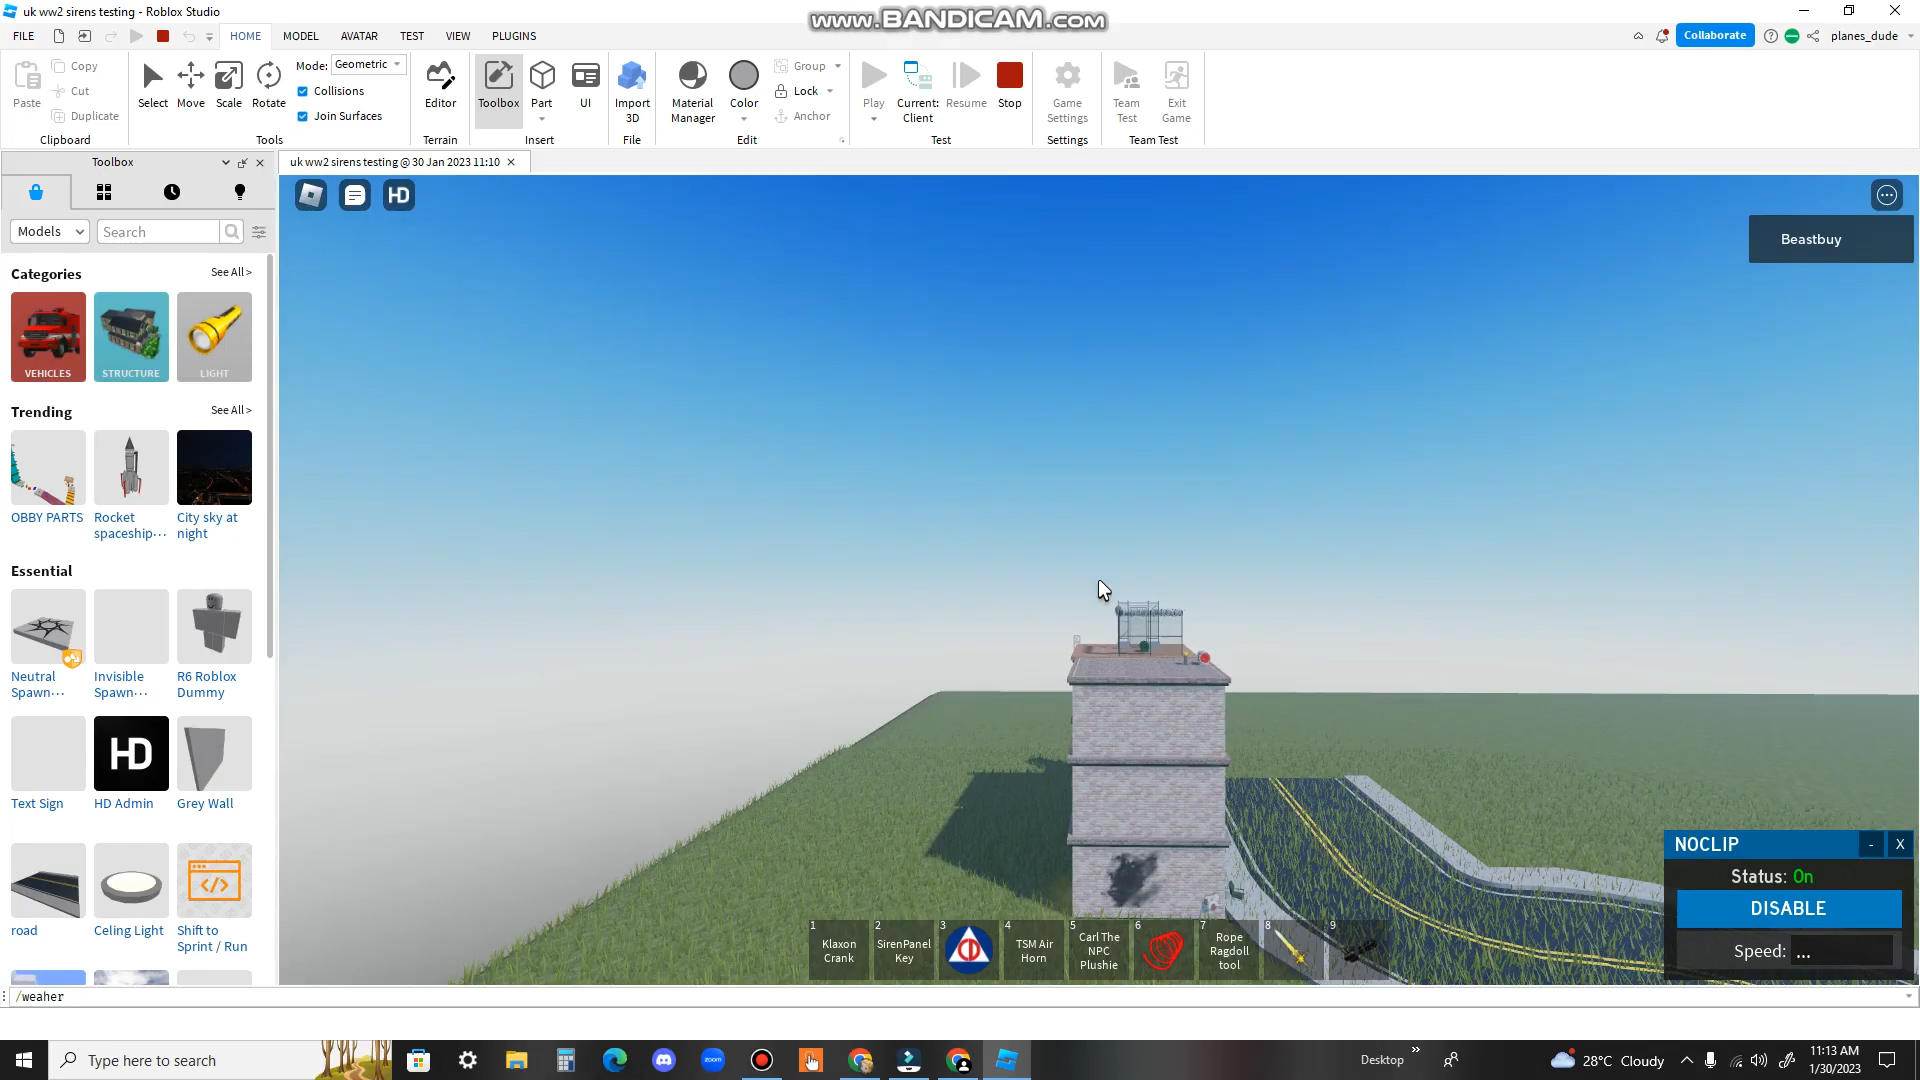 uk ww2 sirens testing - Roblox Studio
www.BANDICAM.com
FILE
HOME
MODEL
AVATAR
TEST
VIEW
PLUGINS
Collaborate
planes_dude
Paste
Copy
Cut
Duplicate
Clipboard
Select
Move
Scale
Rotate
Mode: Geometric
Collisions
Join Surfaces
Tools
Editor
Terrain
Toolbox
Part
UI
Insert
Import 3D
File
Material Manager
Color
Group
Lock
Anchor
Edit
Play
Current: Client
Resume
Stop
Test
Game Settings
Settings
Team Test
Exit Game
Team Test
Toolbox
uk ww2 sirens testing @ 30 Jan 2023 11:10
Models
Search
HD
Beastbuy
Categories
See All >
VEHICLES
STRUCTURE
LIGHT
Trending
See All >
OBBY PARTS
Rocket spaceship...
City sky at night
Essential
Neutral Spawn...
Invisible Spawn...
R6 Roblox Dummy
HD
Text Sign
HD Admin
Grey Wall
road
Celing Light
Shift to Sprint / Run
NOCLIP
-
X
Status: On
DISABLE
Speed: ...
1
Klaxon Crank
2
SirenPanel Key
3
4
TSM Air Horn
5
Carl The NPC Plushie
6
7
Rope Ragdoll tool
8
9
/weaher
Type here to search
zoom
Desktop
28°C Cloudy
11:13 AM
1/30/2023